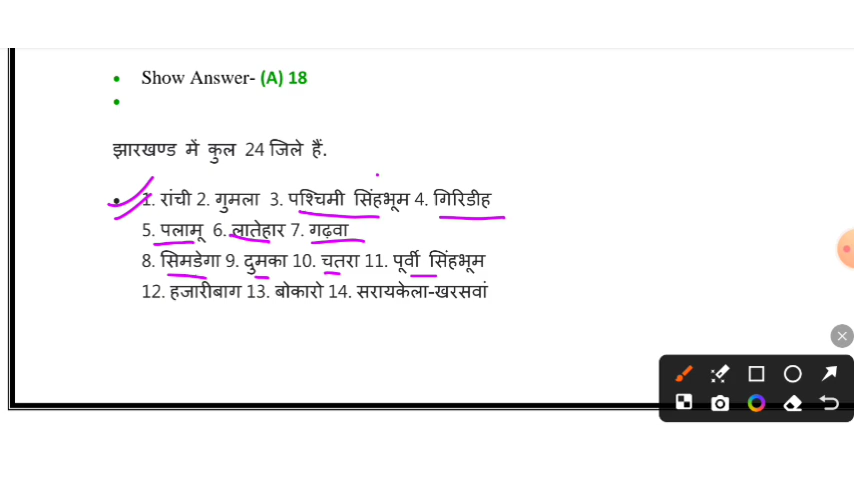 Show Answer- (A) 18
झारखण्ड में कुल 24 जिले हैं.
1. रांची 2. गुमला 3. पश्चिमी सिंहभूम 4. गिरिडीह
5. पलामू 6. लातेहार 7. गढ़वा
8. सिमडेगा 9. दुमका 10. चतरा 11. पूर्वी सिंहभूम
12. हजारीबाग 13. बोकारो 14. सरायकेला-खरसवां